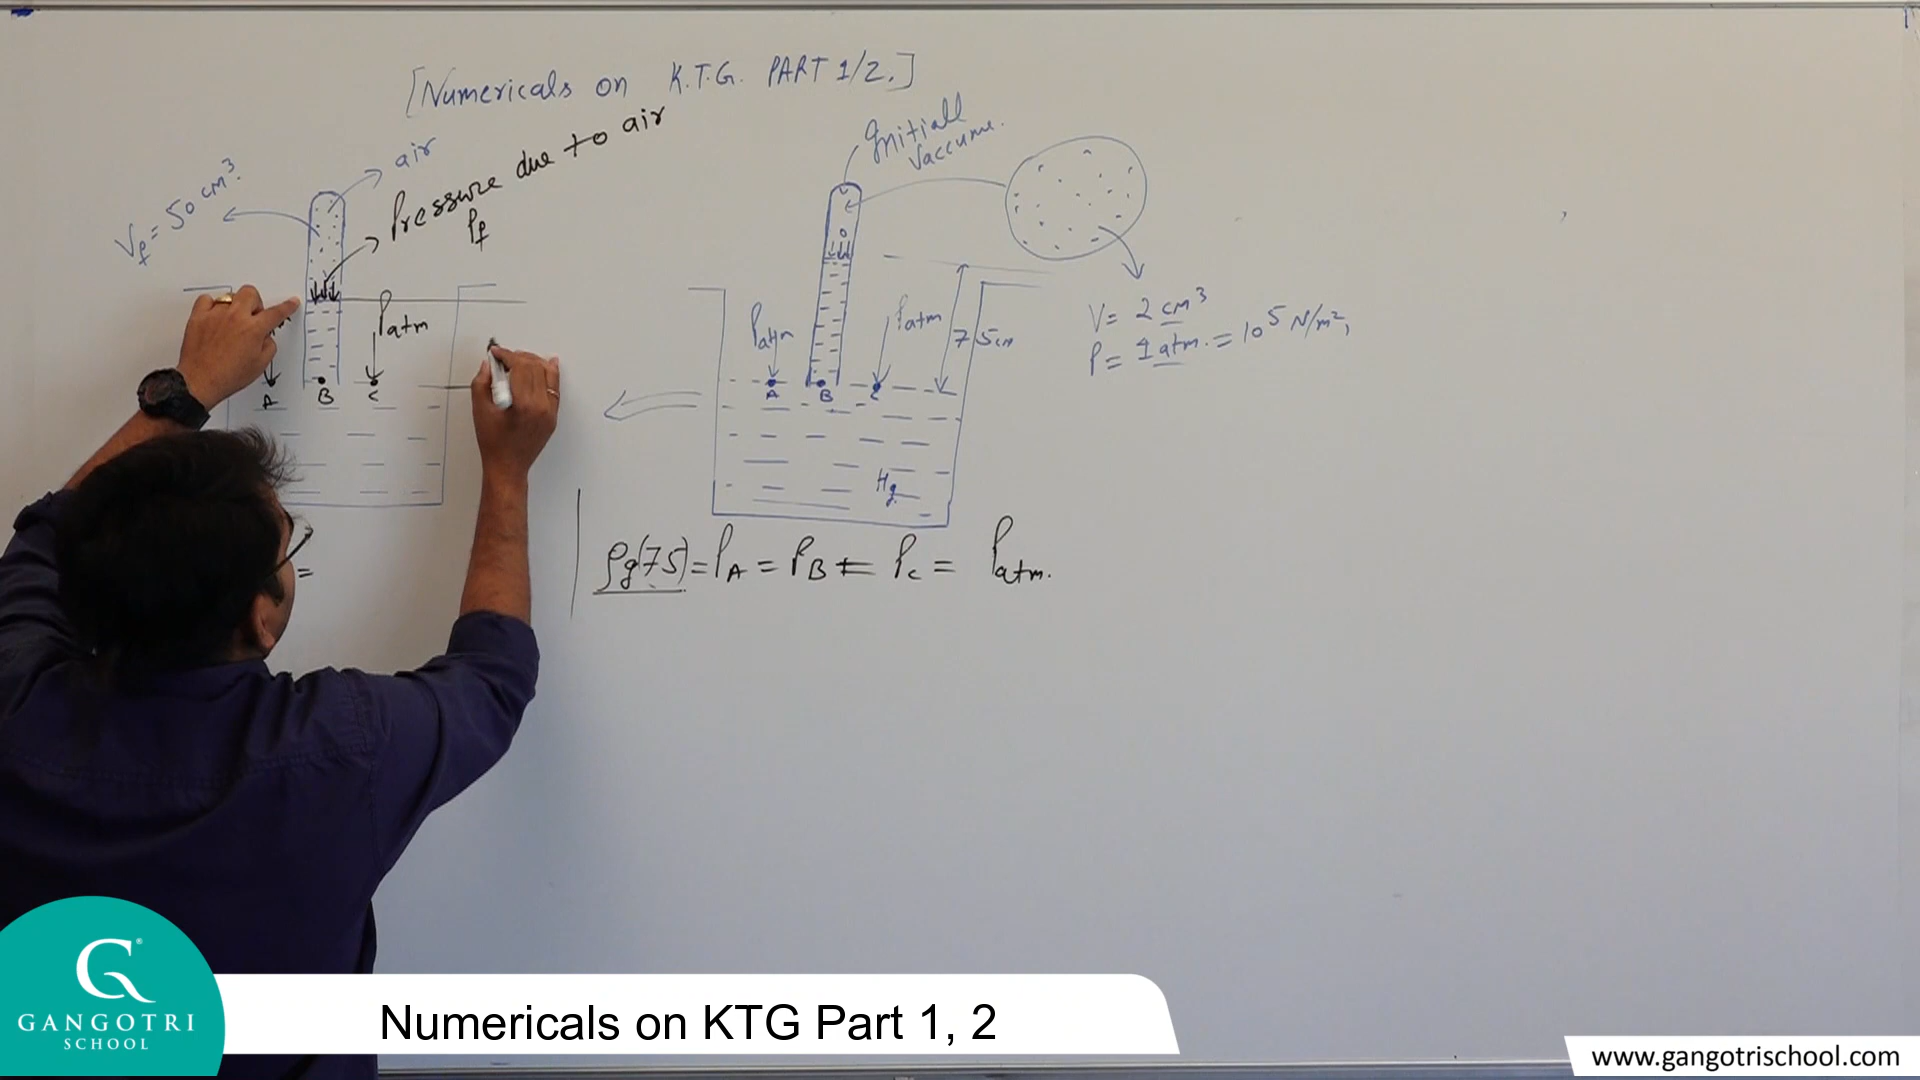 [Numericals on K.T.G. PART 1/2.]
air
Pressure due to air
Pf
Vf = 50 cm³.
Patm
A
B
C
=
Initiall
Vaccume.
Patm
Patm
75cm
A
B
C
Hg
V = 2 cm³
P = 1 atm. = 10⁵ N/m²,
ρg(75) = PA = PB = Pc = Patm.
G®
GANGOTRI
SCHOOL
Numericals on KTG Part 1, 2
www.gangotrischool.com